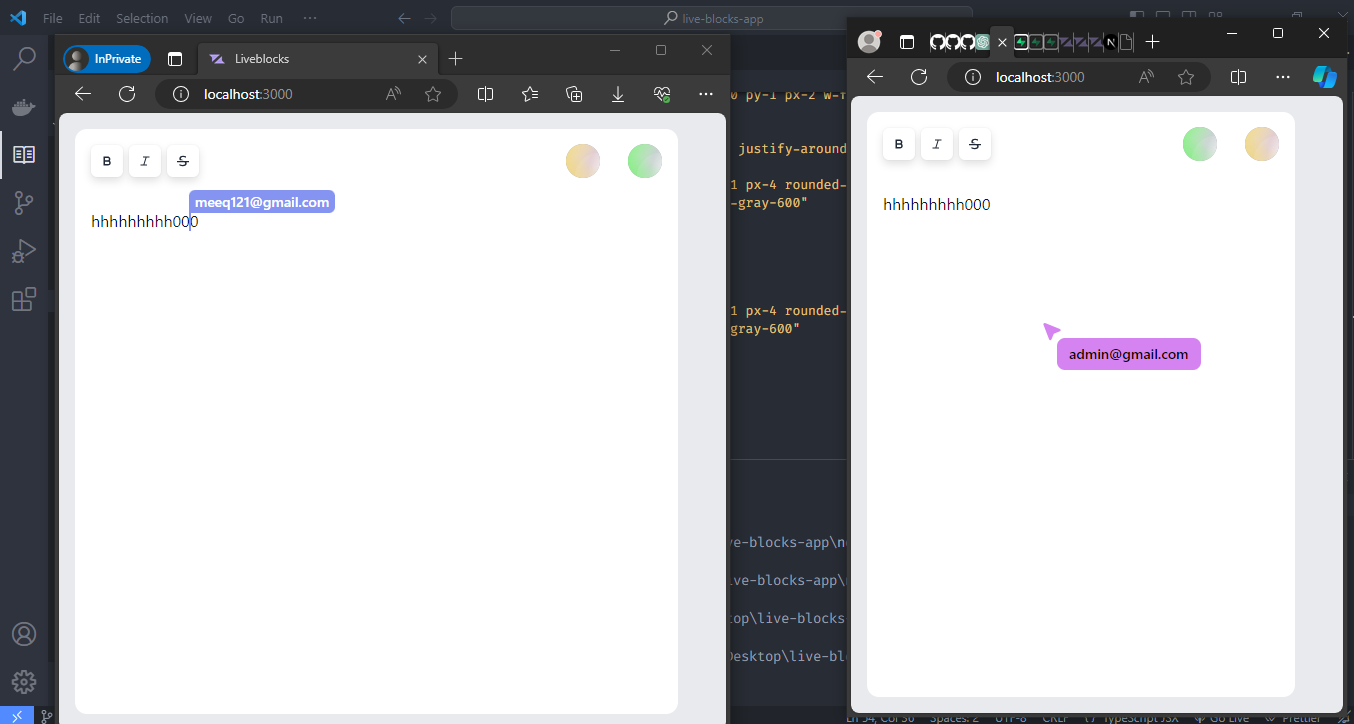 File Edit Selection View Go Run ···
live-blocks-app
InPrivate
Liveblocks
localhost:3000
B I S
meeq121@gmail.com
hhhhhhhhh000
0 py-1 px-2 w-f
justify-around
1 px-4 rounded-
-gray-600"
1 px-4 rounded-
gray-600"
ve-blocks-app\n
ive-blocks-app\
top\live-blocks
Desktop\live-bl
localhost:3000
B I S
hhhhhhhhh000
admin@gmail.com
Ln 54, Col 50 Spaces: 2 UTF-8 CRLF {} TypeScript JSX Go Live Prettier